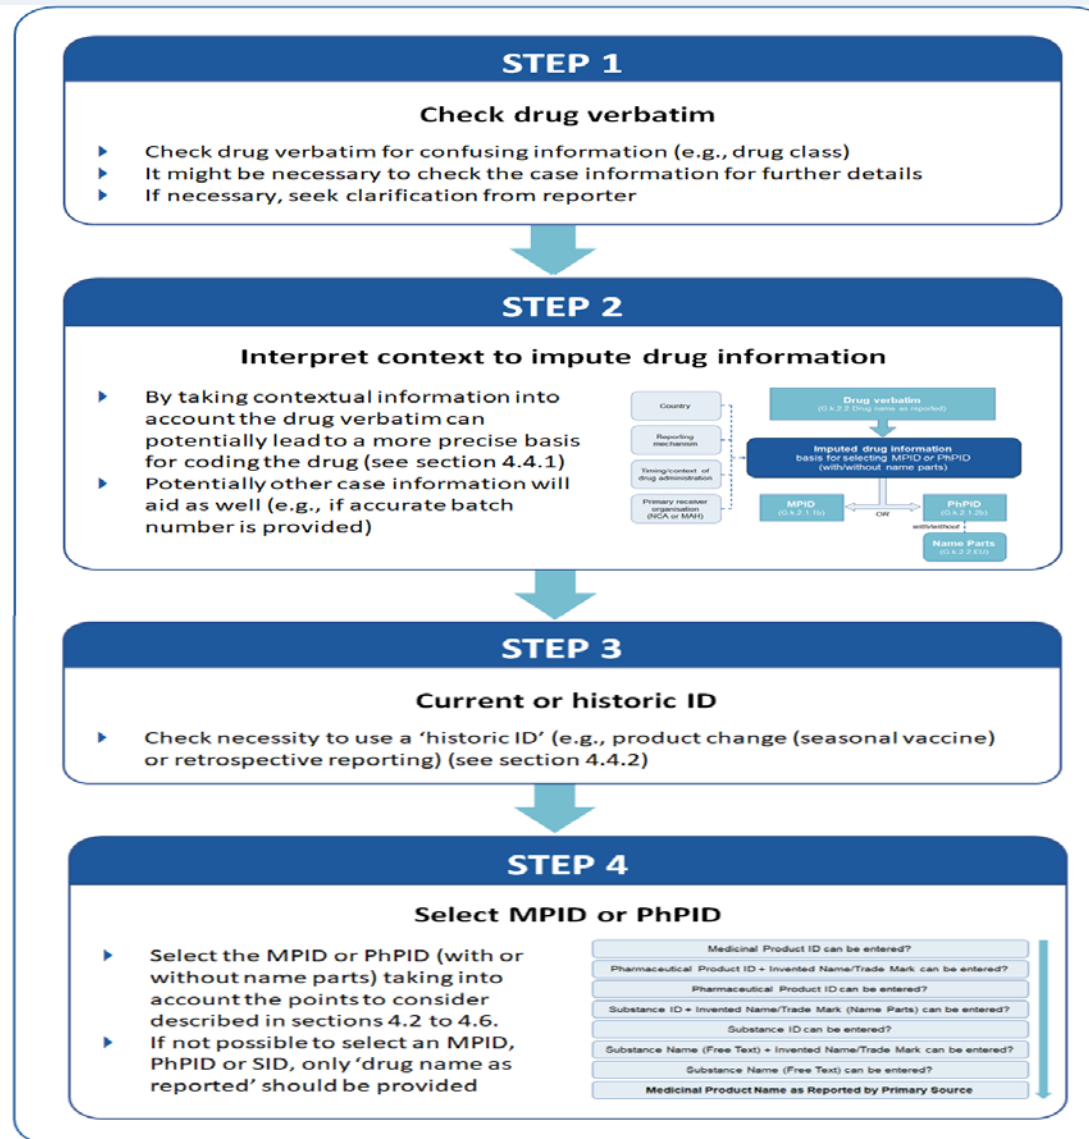 STEP 1
Check drug verbatim
Check drug verbatim for confusing information (e.g., drug class)
It might be necessary to check the case information for further details
If necessary, seek clarification from reporter
STEP 2
Interpret context to impute drug information
By taking contextual information into
account the drug verbatim can
potentially lead to a more precise basis
for coding the drug (see section 4.4.1)
Potentially other case information will
aid as well (e.g., if accurate batch
number is provided)
Country
Reporting
mechanism
Timing/context of
drug administration
Primary receiver
organisation
(NCA or MAH)
Drug verbatim
(G.k.2.2 Drug name as reported)
Imputed drug information
basis for selecting MPID or PhPID
(with/without name parts)
MPID
(G.k.2.1.1b)
OR
PhPID
(G.k.2.1.2b)
with/without
Name Parts
(G.k.2.2.EU)
STEP 3
Current or historic ID
Check necessity to use a ‘historic ID’ (e.g., product change (seasonal vaccine)
or retrospective reporting) (see section 4.4.2)
STEP 4
Select MPID or PhPID
Select the MPID or PhPID (with or
without name parts) taking into
account the points to consider
described in sections 4.2 to 4.6.
If not possible to select an MPID,
PhPID or SID, only ‘drug name as
reported’ should be provided
Medicinal Product ID can be entered?
Pharmaceutical Product ID + Invented Name/Trade Mark can be entered?
Pharmaceutical Product ID can be entered?
Substance ID + Invented Name/Trade Mark (Name Parts) can be entered?
Substance ID can be entered?
Substance Name (Free Text) + Invented Name/Trade Mark can be entered?
Substance Name (Free Text) can be entered?
Medicinal Product Name as Reported by Primary Source